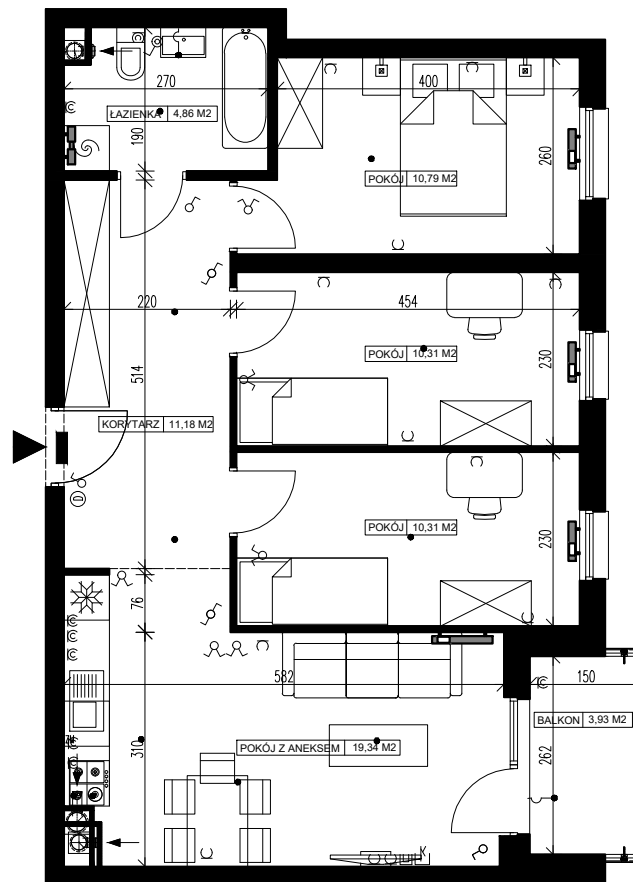 270
400
ŁAZIENKA 4,86 M2
190
260
POKÓJ 10,79 M2
220
454
POKÓJ 10,31 M2
230
514
KORYTARZ 11,18 M2
POKÓJ 10,31 M2
230
76
582
150
BALKON 3,93 M2
POKÓJ Z ANEKSEM 19,34 M2
310
262